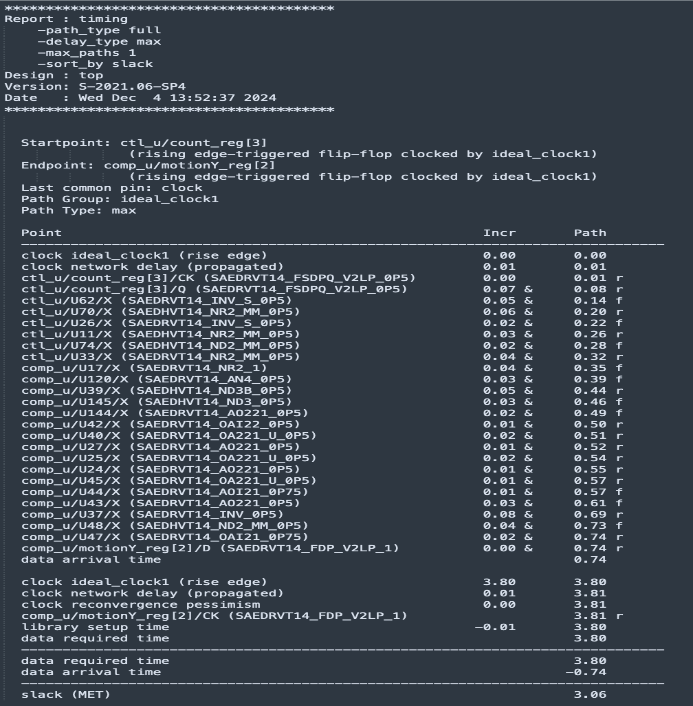 ****************************************
Report : timing
    -path_type full
    -delay_type max
    -max_paths 1
    -sort_by slack
Design : top
Version: S-2021.06-SP4
Date   : Wed Dec  4 13:52:37 2024
****************************************
Startpoint: ctl_u/count_reg[3]
(rising edge-triggered flip-flop clocked by ideal_clock1)
Endpoint: comp_u/motionY_reg[2]
(rising edge-triggered flip-flop clocked by ideal_clock1)
Last common pin: clock
Path Group: ideal_clock1
Path Type: max
Point Incr Path
clock ideal_clock1 (rise edge) 0.00 0.00
clock network delay (propagated) 0.01 0.01
ctl_u/count_reg[3]/CK (SAEDRVT14_FSDPQ_V2LP_0P5) 0.00 0.01 r
ctl_u/count_reg[3]/Q (SAEDRVT14_FSDPQ_V2LP_0P5) 0.07 & 0.08 r
ctl_u/U62/X (SAEDRVT14_INV_S_0P5) 0.05 & 0.14 f
ctl_u/U70/X (SAEDHVT14_NR2_MM_0P5) 0.06 & 0.20 r
ctl_u/U26/X (SAEDRVT14_INV_S_0P5) 0.02 & 0.22 f
ctl_u/U11/X (SAEDHVT14_NR2_MM_0P5) 0.03 & 0.26 r
ctl_u/U74/X (SAEDRVT14_ND2_MM_0P5) 0.02 & 0.28 f
ctl_u/U33/X (SAEDRVT14_NR2_MM_0P5) 0.04 & 0.32 r
comp_u/U17/X (SAEDRVT14_NR2_1) 0.04 & 0.35 f
comp_u/U120/X (SAEDRVT14_AN4_0P5) 0.03 & 0.39 f
comp_u/U39/X (SAEDRVT14_ND3B_0P5) 0.05 & 0.44 r
comp_u/U145/X (SAEDHVT14_ND3_0P5) 0.03 & 0.46 f
comp_u/U144/X (SAEDRVT14_AO221_0P5) 0.02 & 0.49 f
comp_u/U42/X (SAEDRVT14_OAI22_0P5) 0.01 & 0.50 r
comp_u/U40/X (SAEDRVT14_OA221_U_0P5) 0.02 & 0.51 r
comp_u/U27/X (SAEDRVT14_AO221_0P5) 0.01 & 0.52 r
comp_u/U25/X (SAEDRVT14_OA221_U_0P5) 0.02 & 0.54 r
comp_u/U24/X (SAEDRVT14_AO221_0P5) 0.01 & 0.55 r
comp_u/U45/X (SAEDRVT14_OA221_U_0P5) 0.01 & 0.57 r
comp_u/U44/X (SAEDRVT14_AOI21_0P75) 0.01 & 0.57 f
comp_u/U43/X (SAEDRVT14_AO221_0P5) 0.03 & 0.61 f
comp_u/U37/X (SAEDRVT14_INV_0P5) 0.08 & 0.69 r
comp_u/U48/X (SAEDHVT14_ND2_MM_0P5) 0.04 & 0.73 f
comp_u/U47/X (SAEDRVT14_OAI21_0P75) 0.02 & 0.74 r
comp_u/motionY_reg[2]/D (SAEDRVT14_FDP_V2LP_1) 0.00 & 0.74 r
data arrival time 0.74
clock ideal_clock1 (rise edge) 3.80 3.80
clock network delay (propagated) 0.01 3.81
clock reconvergence pessimism 0.00 3.81
comp_u/motionY_reg[2]/CK (SAEDRVT14_FDP_V2LP_1) 3.81 r
library setup time -0.01 3.80
data required time 3.80
data required time 3.80
data arrival time -0.74
slack (MET) 3.06